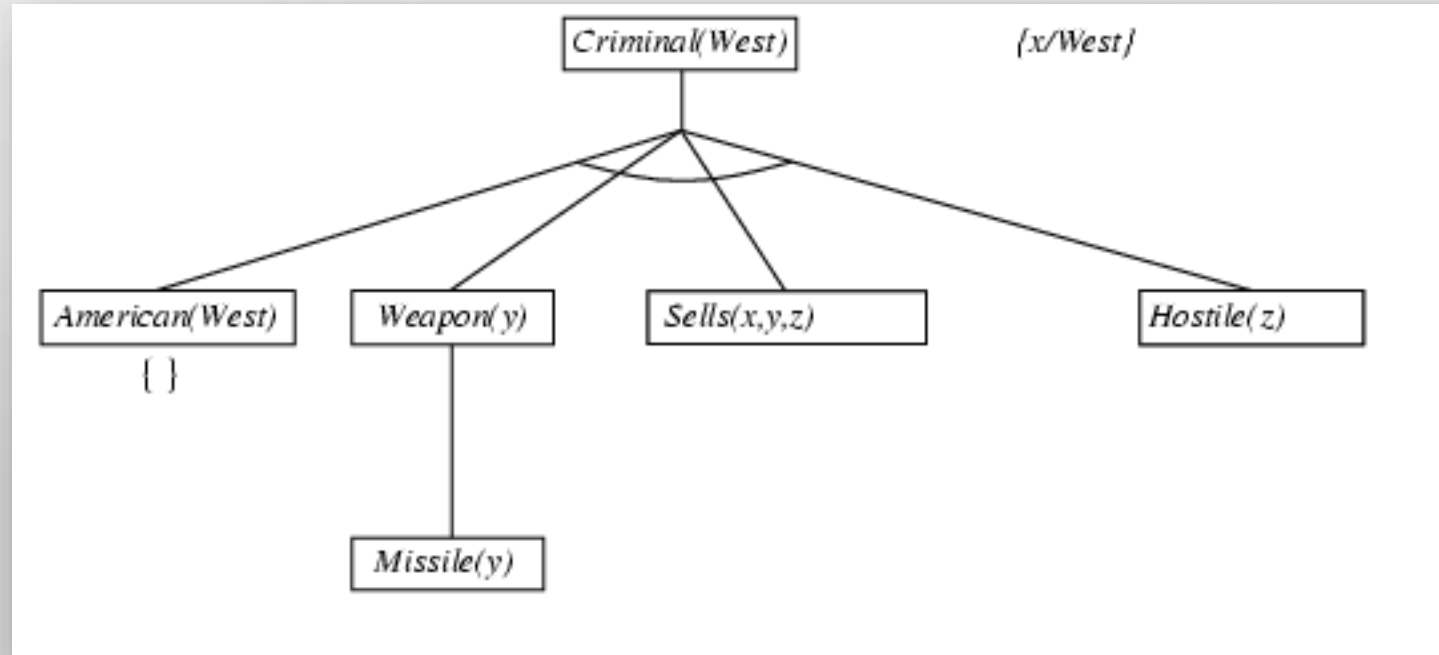 Criminal(West) {x/West}
American(West) Weapon(y) Sells(x,y,z) Hostile(z)
{ }
Missile(y)